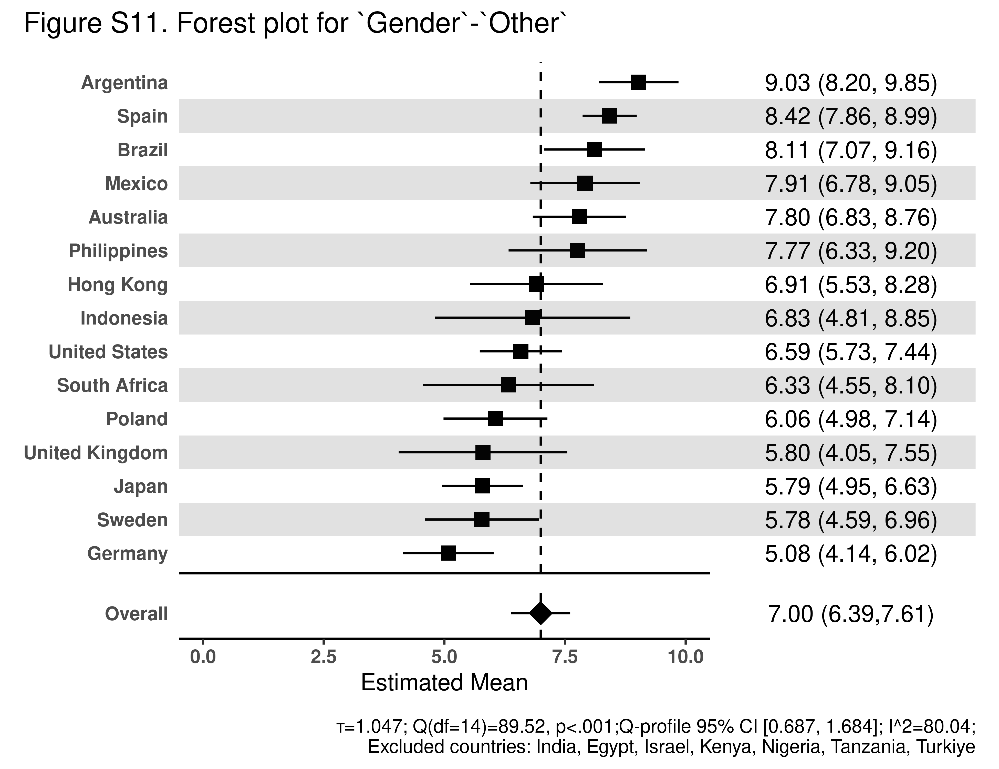 Figure S11. Forest plot for `Gender`-`Other`
Argentina 9.03 (8.20, 9.85)
Spain 8.42 (7.86, 8.99)
Brazil 8.11 (7.07, 9.16)
Mexico 7.91 (6.78, 9.05)
Australia 7.80 (6.83, 8.76)
Philippines 7.77 (6.33, 9.20)
Hong Kong 6.91 (5.53, 8.28)
Indonesia 6.83 (4.81, 8.85)
United States 6.59 (5.73, 7.44)
South Africa 6.33 (4.55, 8.10)
Poland 6.06 (4.98, 7.14)
United Kingdom 5.80 (4.05, 7.55)
Japan 5.79 (4.95, 6.63)
Sweden 5.78 (4.59, 6.96)
Germany 5.08 (4.14, 6.02)
Overall 7.00 (6.39,7.61)
0.0 2.5 5.0 7.5 10.0
Estimated Mean
τ=1.047; Q(df=14)=89.52, p<.001;Q-profile 95% CI [0.687, 1.684]; I^2=80.04;
Excluded countries: India, Egypt, Israel, Kenya, Nigeria, Tanzania, Turkiye